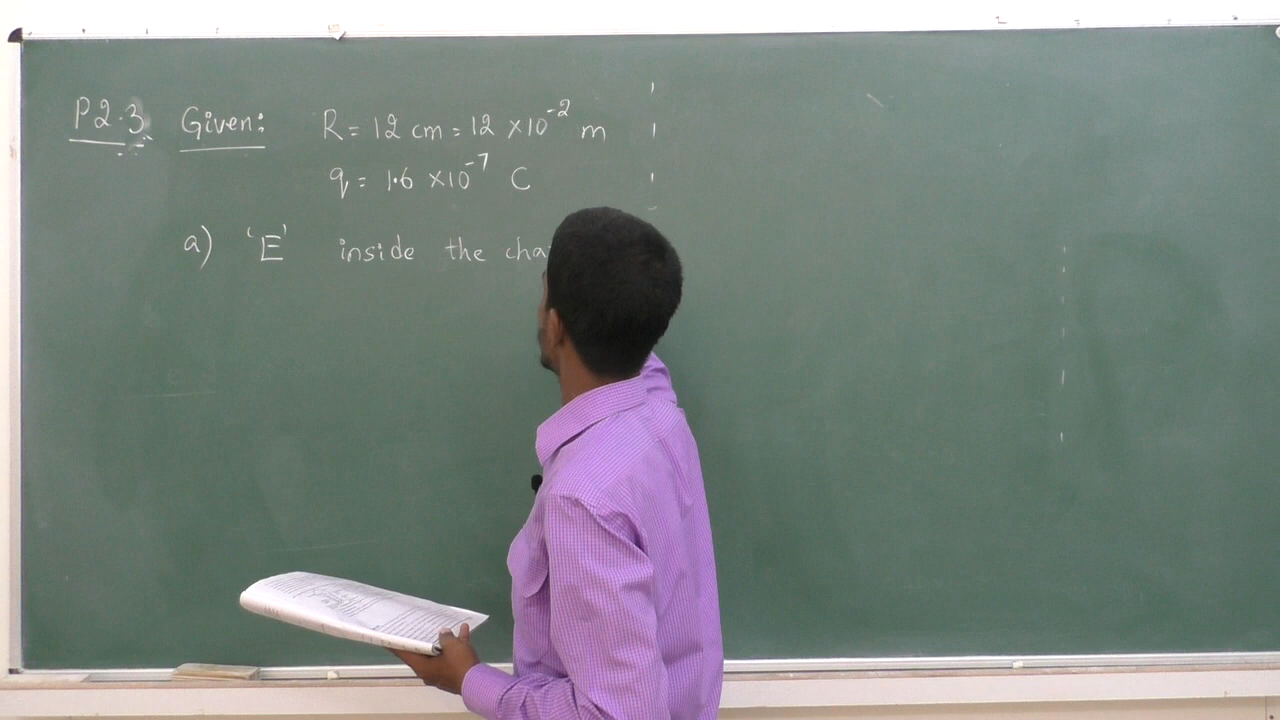 P2.3 Given: R = 12 cm = 12 ×10⁻² m
q = 1.6 ×10⁻⁷ C
a) 'E' inside the